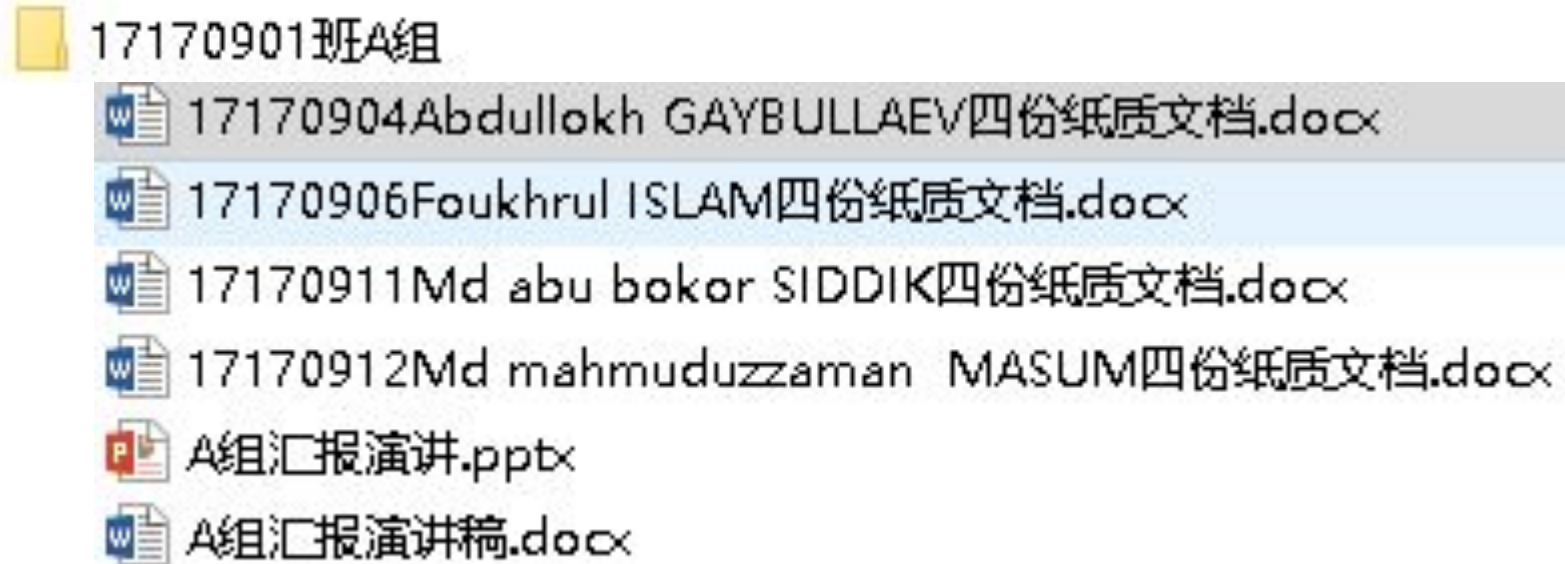 17170901班A组
17170904Abdullokh GAYBULLAEV四份纸质文档.docx
17170906Foukhrul ISLAM四份纸质文档.docx
17170911Md abu bokor SIDDIK四份纸质文档.docx
17170912Md mahmuduzzaman  MASUM四份纸质文档.docx
A组汇报演讲.pptx
A组汇报演讲稿.docx